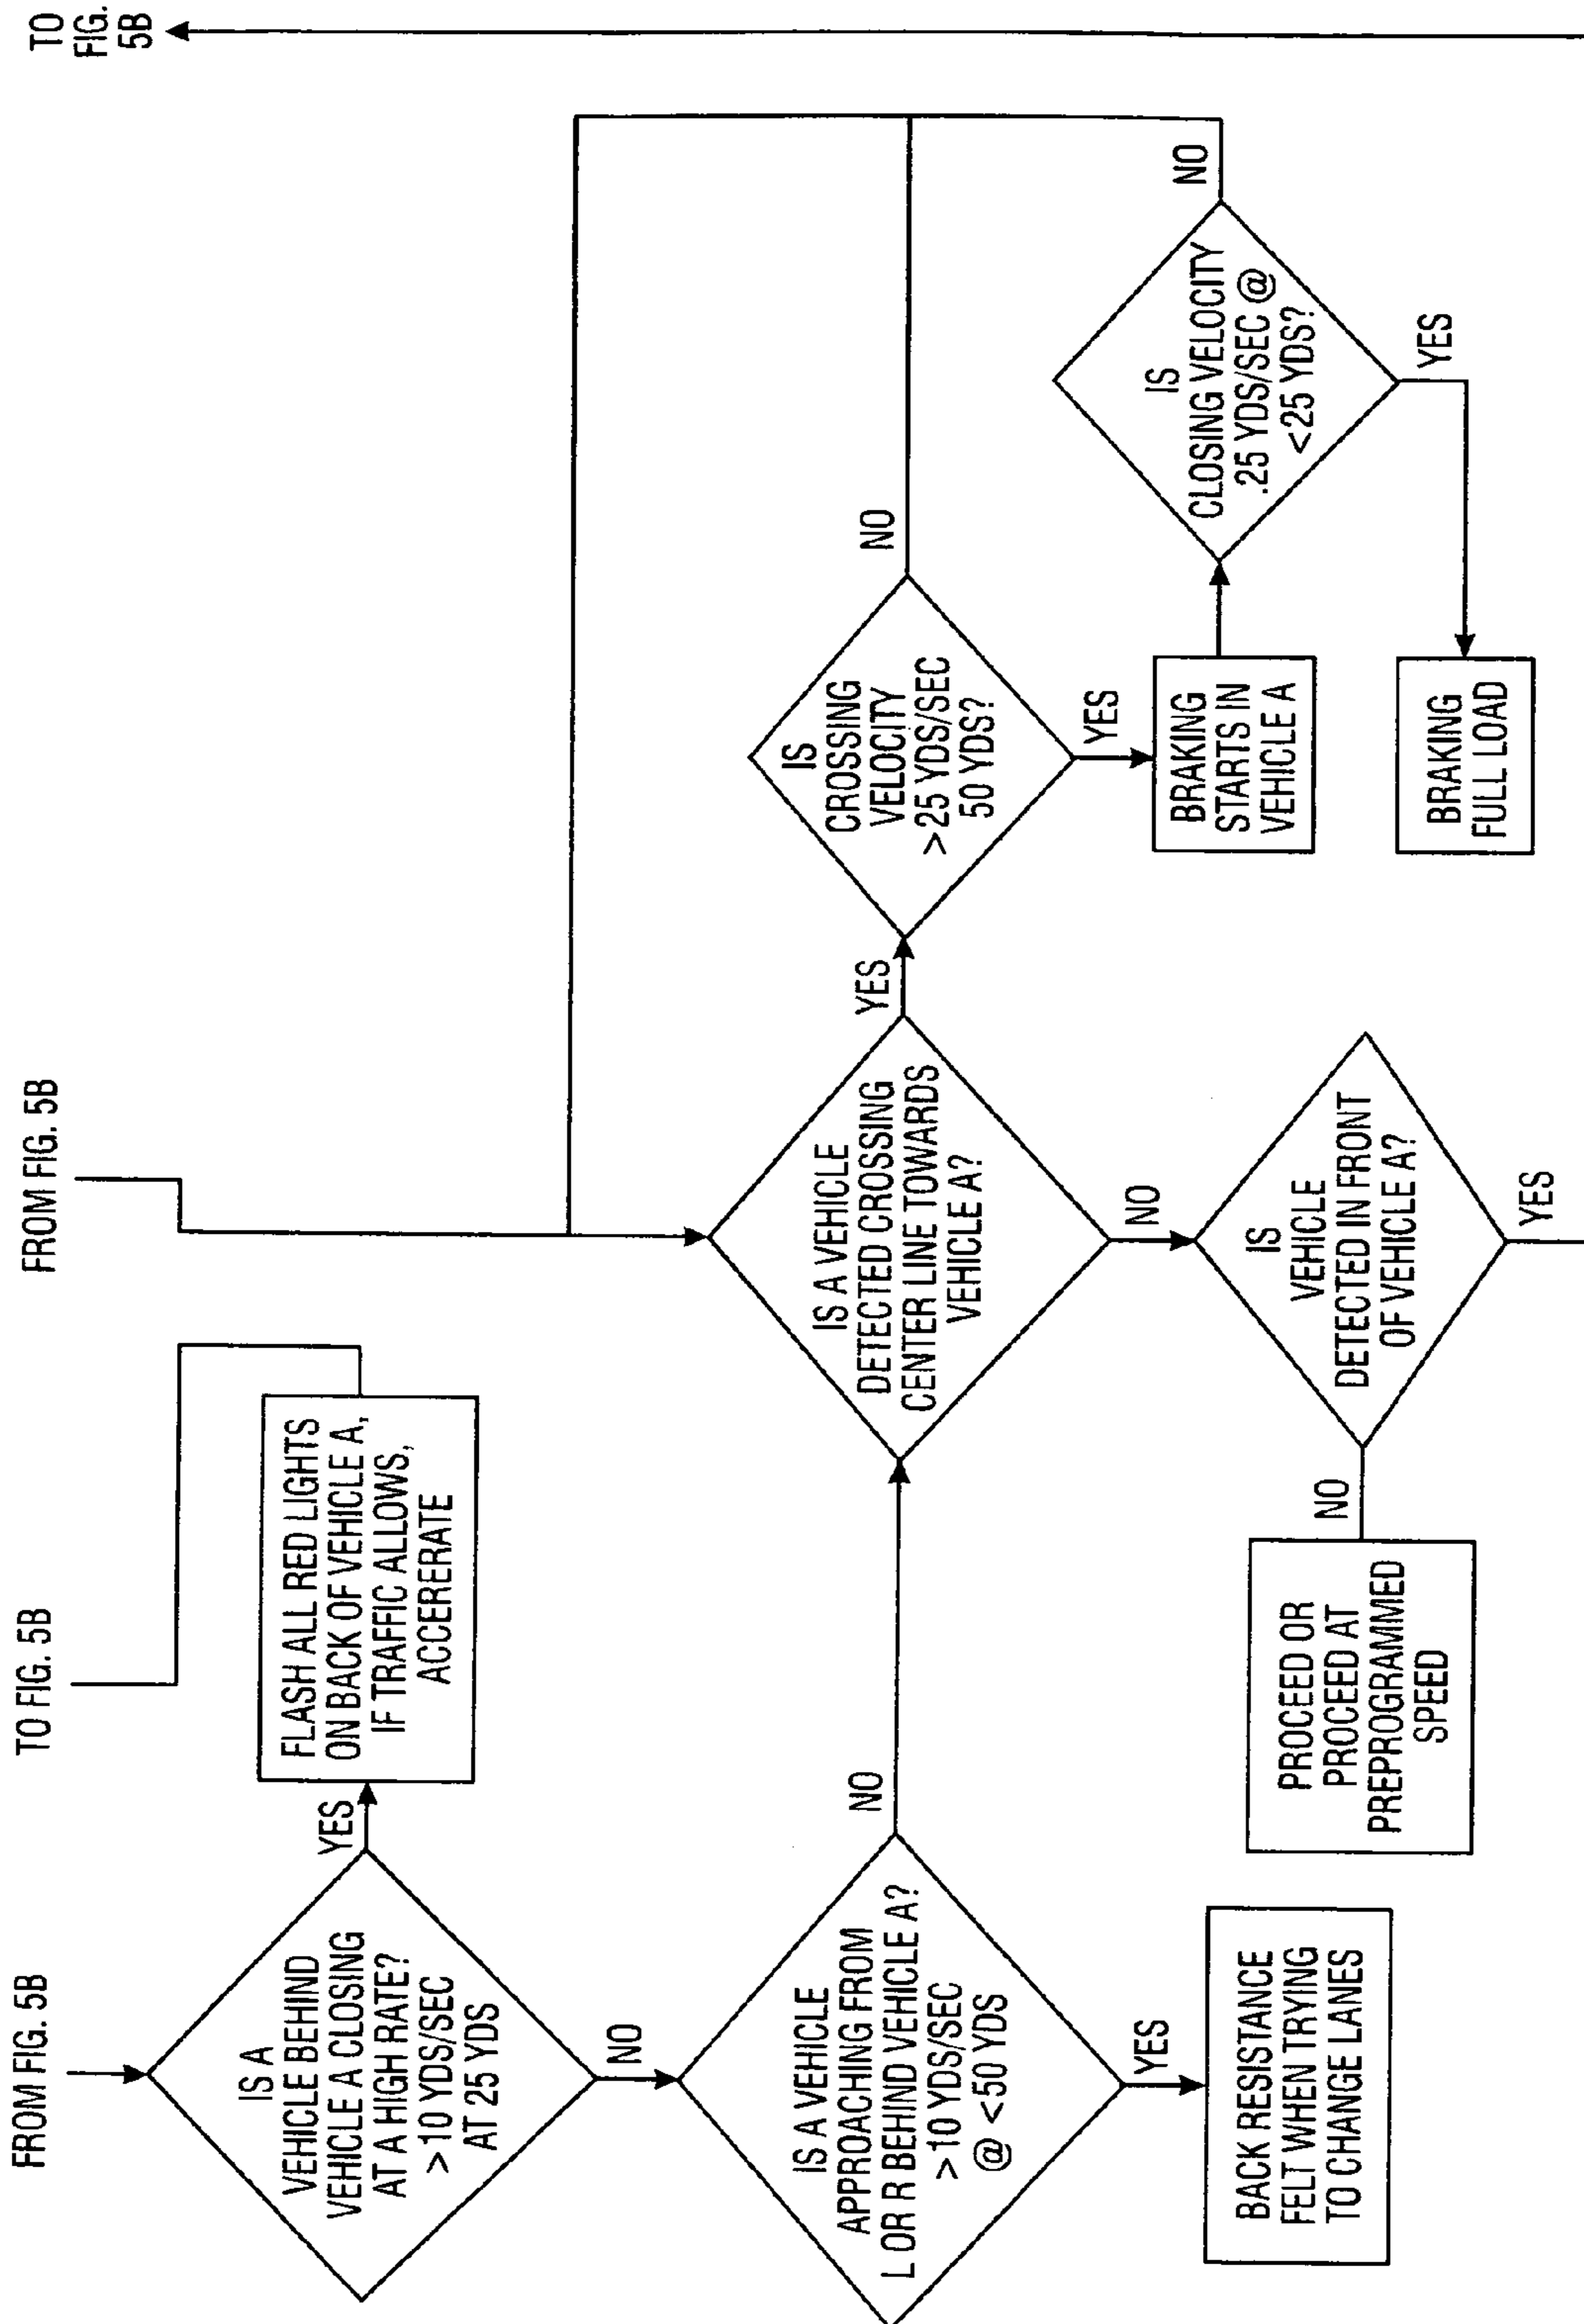 FROM FIG. 5B
TO FIG. 5B
FROM FIG. 5B
TO
FIG.
5B
IS A
VEHICLE BEHIND
VEHICLE A CLOSING
AT A HIGH RATE?
>10 YDS/SEC
AT 25 YDS
YES
FLASH ALL RED LIGHTS
ON BACK OF VEHICLE A,
IF TRAFFIC ALLOWS,
ACCERERATE
NO
IS A VEHICLE
APPROACHING FROM
L OR R BEHIND VEHICLE A?
>10 YDS/SEC
@ <50 YDS
NO
YES
BACK RESISTANCE
FELT WHEN TRYING
TO CHANGE LANES
IS A VEHICLE
DETECTED CROSSING
CENTER LINE TOWARDS
VEHICLE A?
YES
NO
IS
CROSSING
VELOCITY
>25 YDS/SEC
50 YDS?
NO
YES
BRAKING
STARTS IN
VEHICLE A
IS
CLOSING VELOCITY
.25 YDS/SEC @
<25 YDS?
NO
YES
BRAKING
FULL LOAD
IS
VEHICLE
DETECTED IN FRONT
OF VEHICLE A?
NO
PROCEED OR
PROCEED AT
PREPROGRAMMED
SPEED
YES